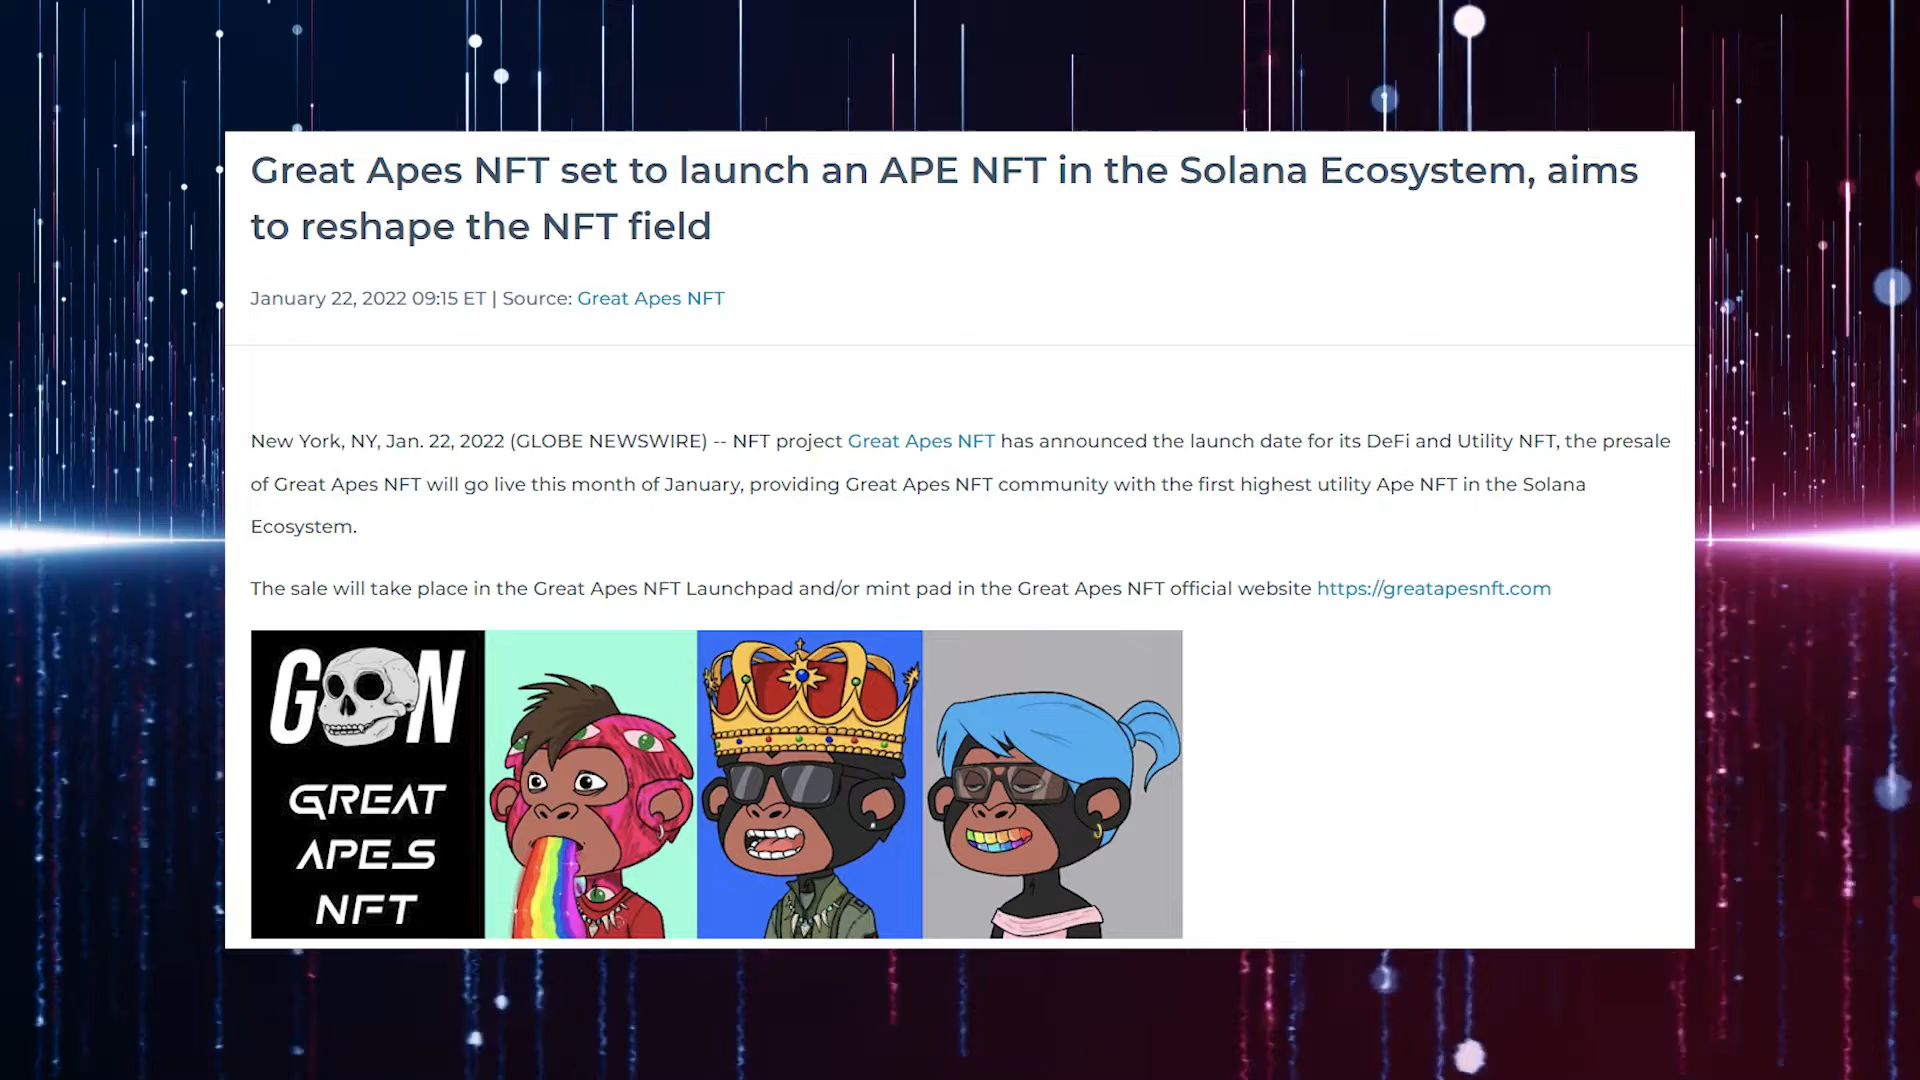 Great Apes NFT set to launch an APE NFT in the Solana Ecosystem, aims
to reshape the NFT field
January 22, 2022 09:15 ET | Source: Great Apes NFT
New York, NY, Jan. 22, 2022 (GLOBE NEWSWIRE) -- NFT project Great Apes NFT has announced the launch date for its DeFi and Utility NFT, the presale
of Great Apes NFT will go live this month of January, providing Great Apes NFT community with the first highest utility Ape NFT in the Solana
Ecosystem.
The sale will take place in the Great Apes NFT Launchpad and/or mint pad in the Great Apes NFT official website https://greatapesnft.com
G N
GREAT
APES
NFT